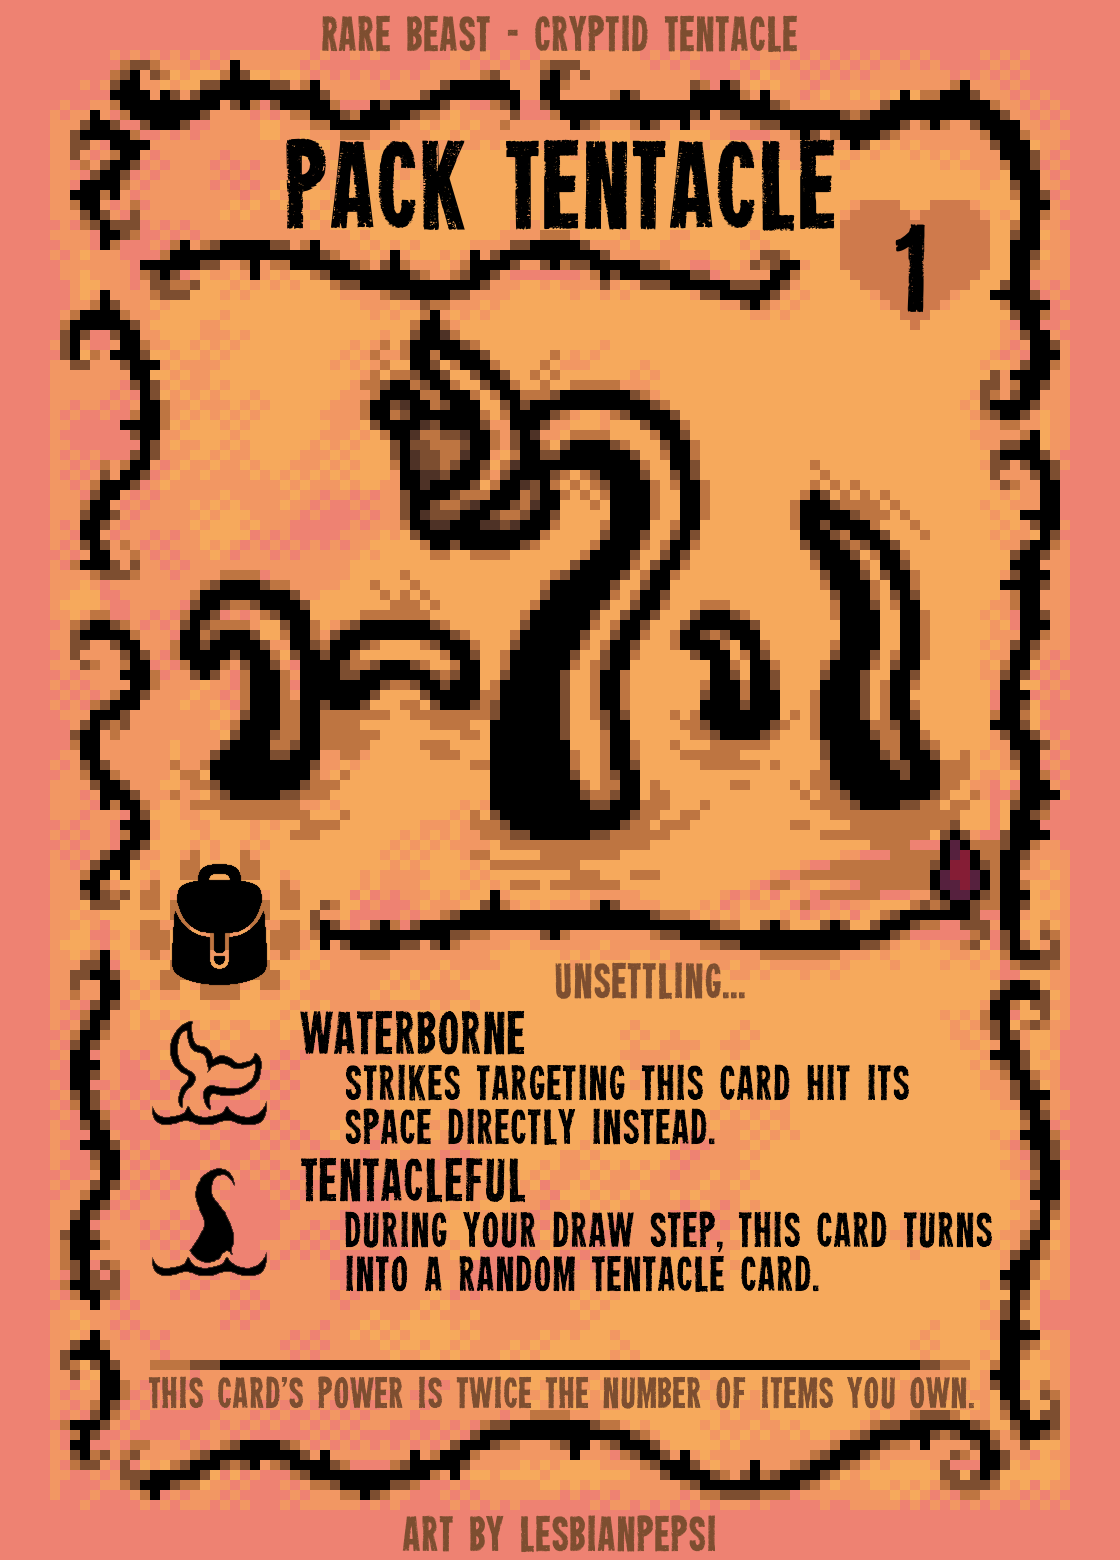 RARE BEAST - CRYPTID TENTACLE
PACK TENTACLE
1
UNSETTLING...
WATERBORNE
STRIKES TARGETING THIS CARD HIT ITS
SPACE DIRECTLY INSTEAD.
TENTACLEFUL
DURING YOUR DRAW STEP, THIS CARD TURNS
INTO A RANDOM TENTACLE CARD.
THIS CARD'S POWER IS TWICE THE NUMBER OF ITEMS YOU OWN.
ART BY LESBIANPEPSI